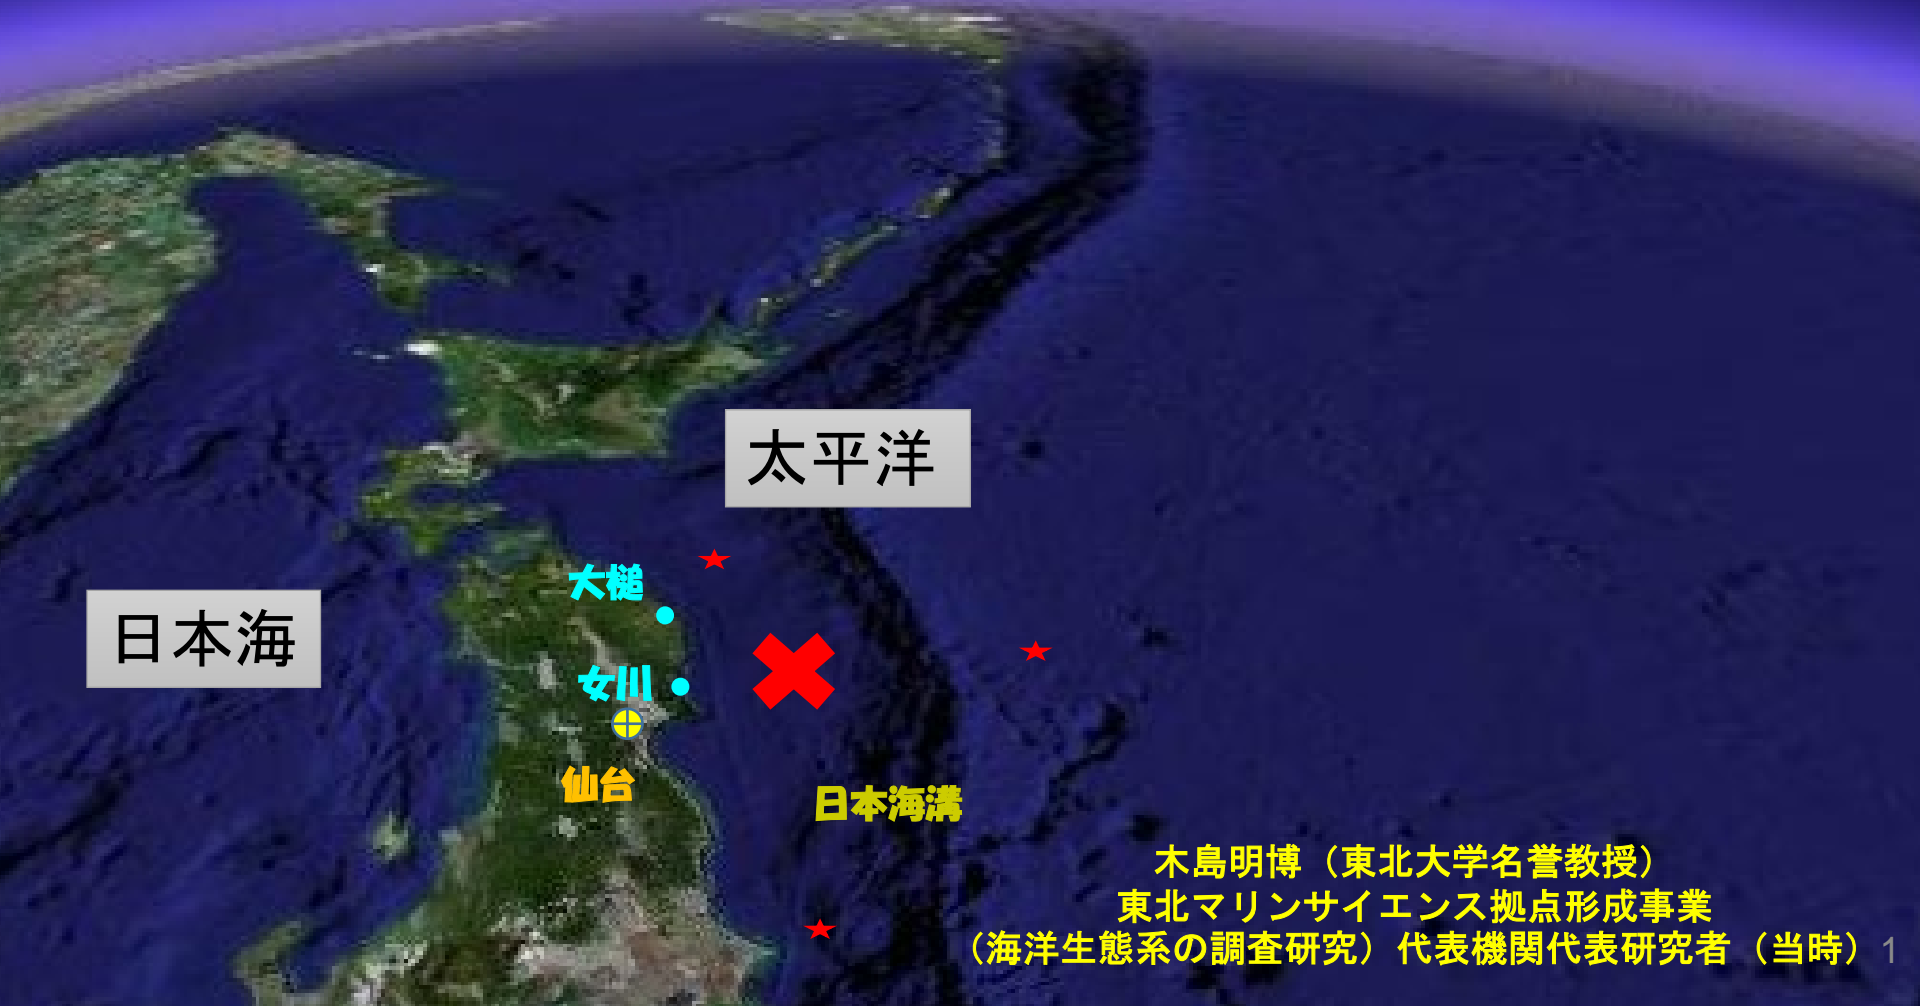 太平洋
大槌
日本海
女川
仙台
日本海溝
木島明博（東北大学名誉教授）
東北マリンサイエンス拠点形成事業
（海洋生態系の調査研究）代表機関代表研究者（当時）
1